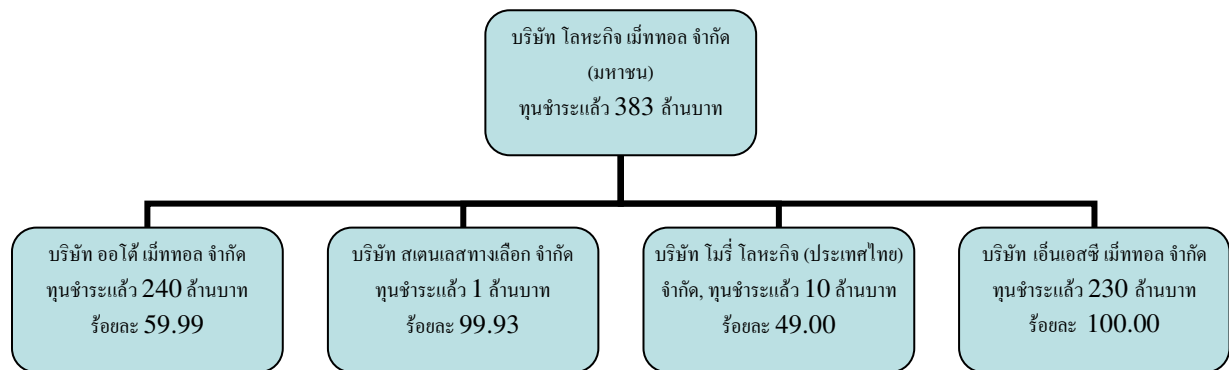 บริษัท โลหะกิจ เม็ททอล จำกัด
(มหาชน)
ทุนชำระแล้ว 383 ล้านบาท
บริษัท ออโต้ เม็ททอล จำกัด
ทุนชำระแล้ว 240 ล้านบาท
ร้อยละ 59.99
บริษัท สเตนเลสทางเลือก จำกัด
ทุนชำระแล้ว 1 ล้านบาท
ร้อยละ 99.93
บริษัท โมรี่ โลหะกิจ (ประเทศไทย)
จำกัด, ทุนชำระแล้ว 10 ล้านบาท
ร้อยละ 49.00
บริษัท เอ็นเอสซี เม็ททอล จำกัด
ทุนชำระแล้ว 230 ล้านบาท
ร้อยละ 100.00